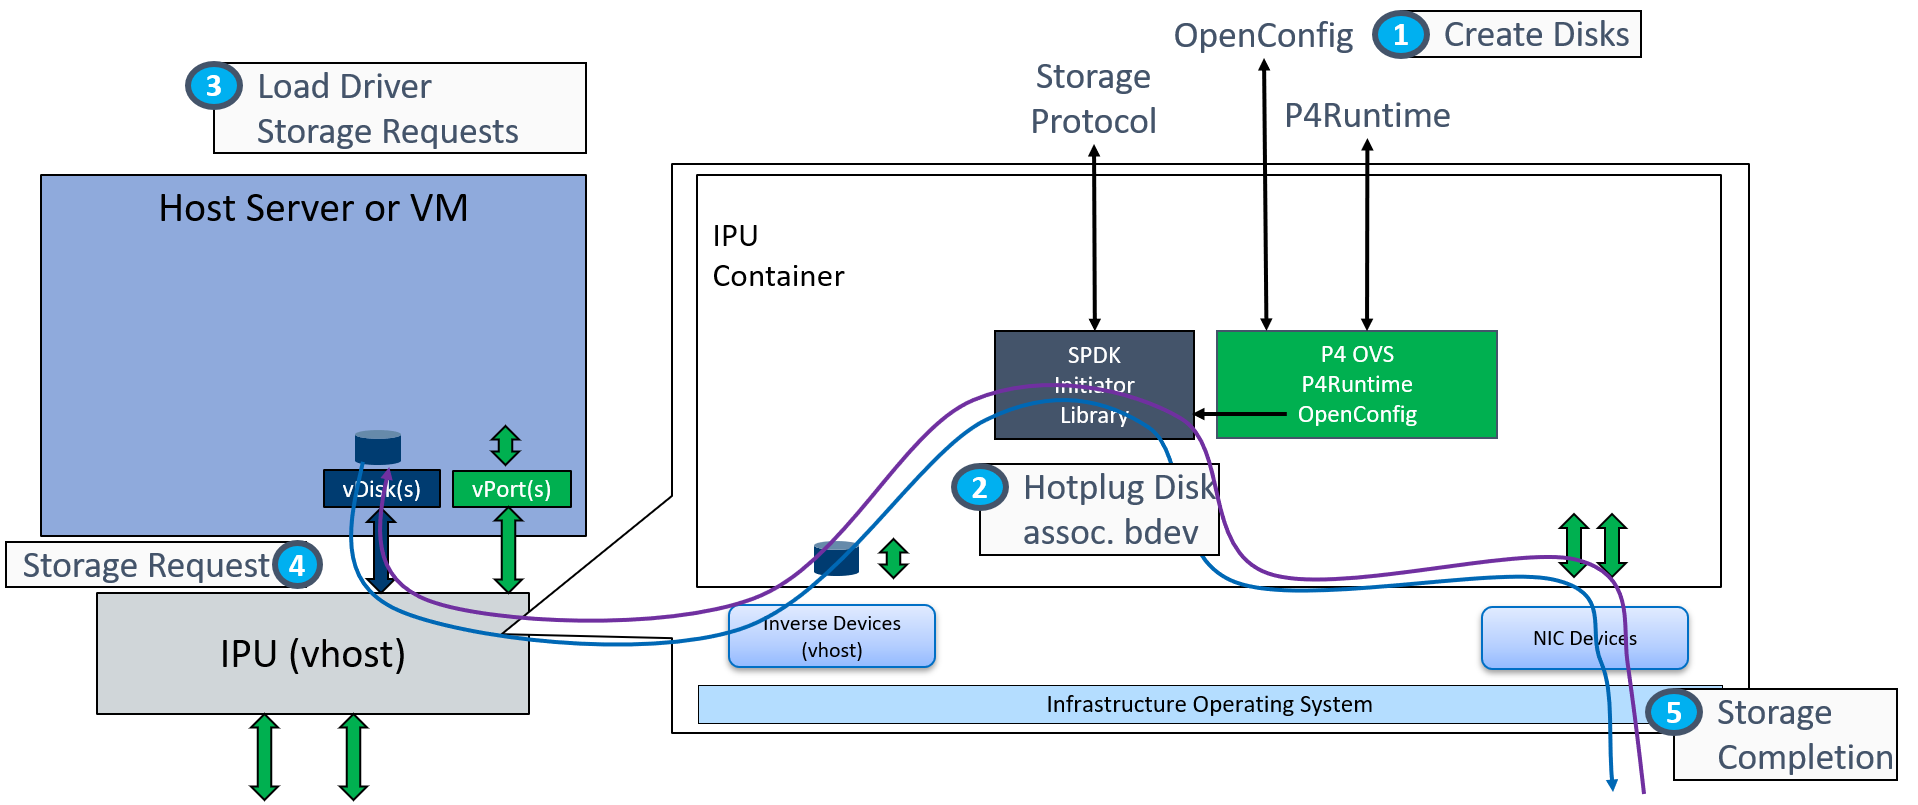 OpenConfig
1
Create Disks
3
Load Driver
Storage Requests
Storage
Protocol
P4Runtime
Host Server or VM
IPU
Container
SPDK
Initiator
Library
P4 OVS
P4Runtime
OpenConfig
vDisk(s)
vPort(s)
2
Hotplug Disk
assoc. bdev
Storage Request
4
IPU (vhost)
Inverse Devices
(vhost)
NIC Devices
Infrastructure Operating System
5
Storage
Completion